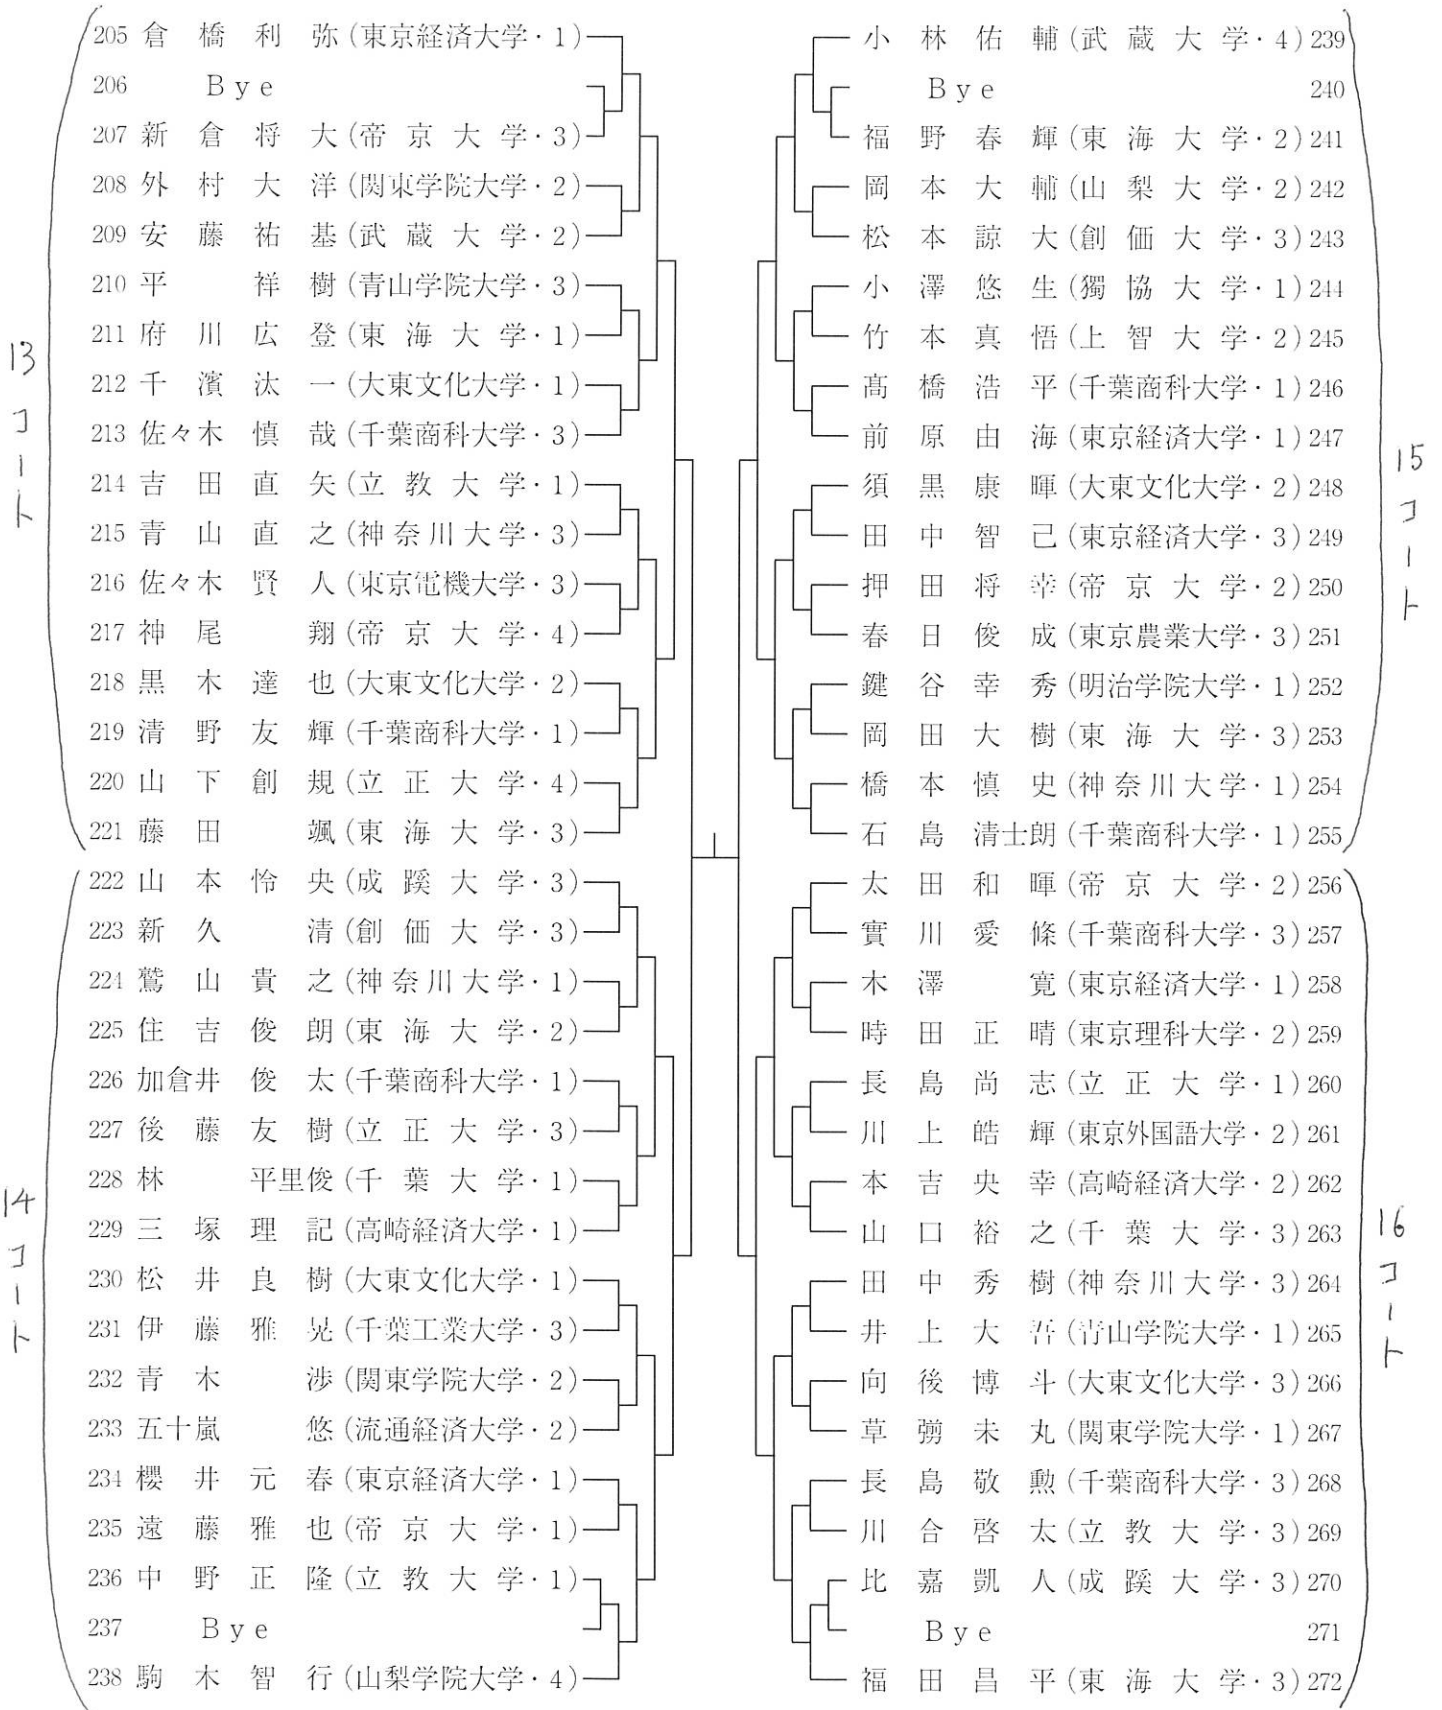 13コート
205 倉橋利弥(東京経済大学・1)
206 Bye
207 新倉将大(帝京大学・3)
208 外村大洋(関東学院大学・2)
209 安藤祐基(武蔵大学・2)
210 平祥樹(青山学院大学・3)
211 府川広登(東海大学・1)
212 千濱汰一(大東文化大学・1)
213 佐々木慎哉(千葉商科大学・3)
214 吉田直矢(立教大学・1)
215 青山直之(神奈川大学・3)
216 佐々木賢人(東京電機大学・3)
217 神尾翔(帝京大学・4)
218 黒木達也(大東文化大学・2)
219 清野友輝(千葉商科大学・1)
220 山下創規(立正大学・4)
221 藤田颯(東海大学・3)
14コート
222 山本怜央(成蹊大学・3)
223 新久清(創価大学・3)
224 鷲山貴之(神奈川大学・1)
225 住吉俊朗(東海大学・2)
226 加倉井俊太(千葉商科大学・1)
227 後藤友樹(立正大学・3)
228 林平里俊(千葉大学・1)
229 三塚理記(高崎経済大学・1)
230 松井良樹(大東文化大学・1)
231 伊藤雅晃(千葉工業大学・3)
232 青木渉(関東学院大学・2)
233 五十嵐悠(流通経済大学・2)
234 櫻井元春(東京経済大学・1)
235 遠藤雅也(帝京大学・1)
236 中野正隆(立教大学・1)
237 Bye
238 駒木智行(山梨学院大学・4)
15コート
小林佑輔(武蔵大学・4) 239
Bye 240
福野春輝(東海大学・2) 241
岡本大輔(山梨大学・2) 242
松本諒大(創価大学・3) 243
小澤悠生(獨協大学・1) 244
竹本真悟(上智大学・2) 245
髙橋浩平(千葉商科大学・1) 246
前原由海(東京経済大学・1) 247
須黒康暉(大東文化大学・2) 248
田中智己(東京経済大学・3) 249
押田将幸(帝京大学・2) 250
春日俊成(東京農業大学・3) 251
鍵谷幸秀(明治学院大学・1) 252
岡田大樹(東海大学・3) 253
橋本慎史(神奈川大学・1) 254
石島清士朗(千葉商科大学・1) 255
16コート
太田和暉(帝京大学・2) 256
實川愛條(千葉商科大学・3) 257
木澤寛(東京経済大学・1) 258
時田正晴(東京理科大学・2) 259
長島尚志(立正大学・1) 260
川上皓輝(東京外国語大学・2) 261
本吉央幸(高崎経済大学・2) 262
山口裕之(千葉大学・3) 263
田中秀樹(神奈川大学・3) 264
井上大吾(青山学院大学・1) 265
向後博斗(大東文化大学・3) 266
草彅未丸(関東学院大学・1) 267
長島敬勲(千葉商科大学・3) 268
川合啓太(立教大学・3) 269
比嘉凱人(成蹊大学・3) 270
Bye 271
福田昌平(東海大学・3) 272